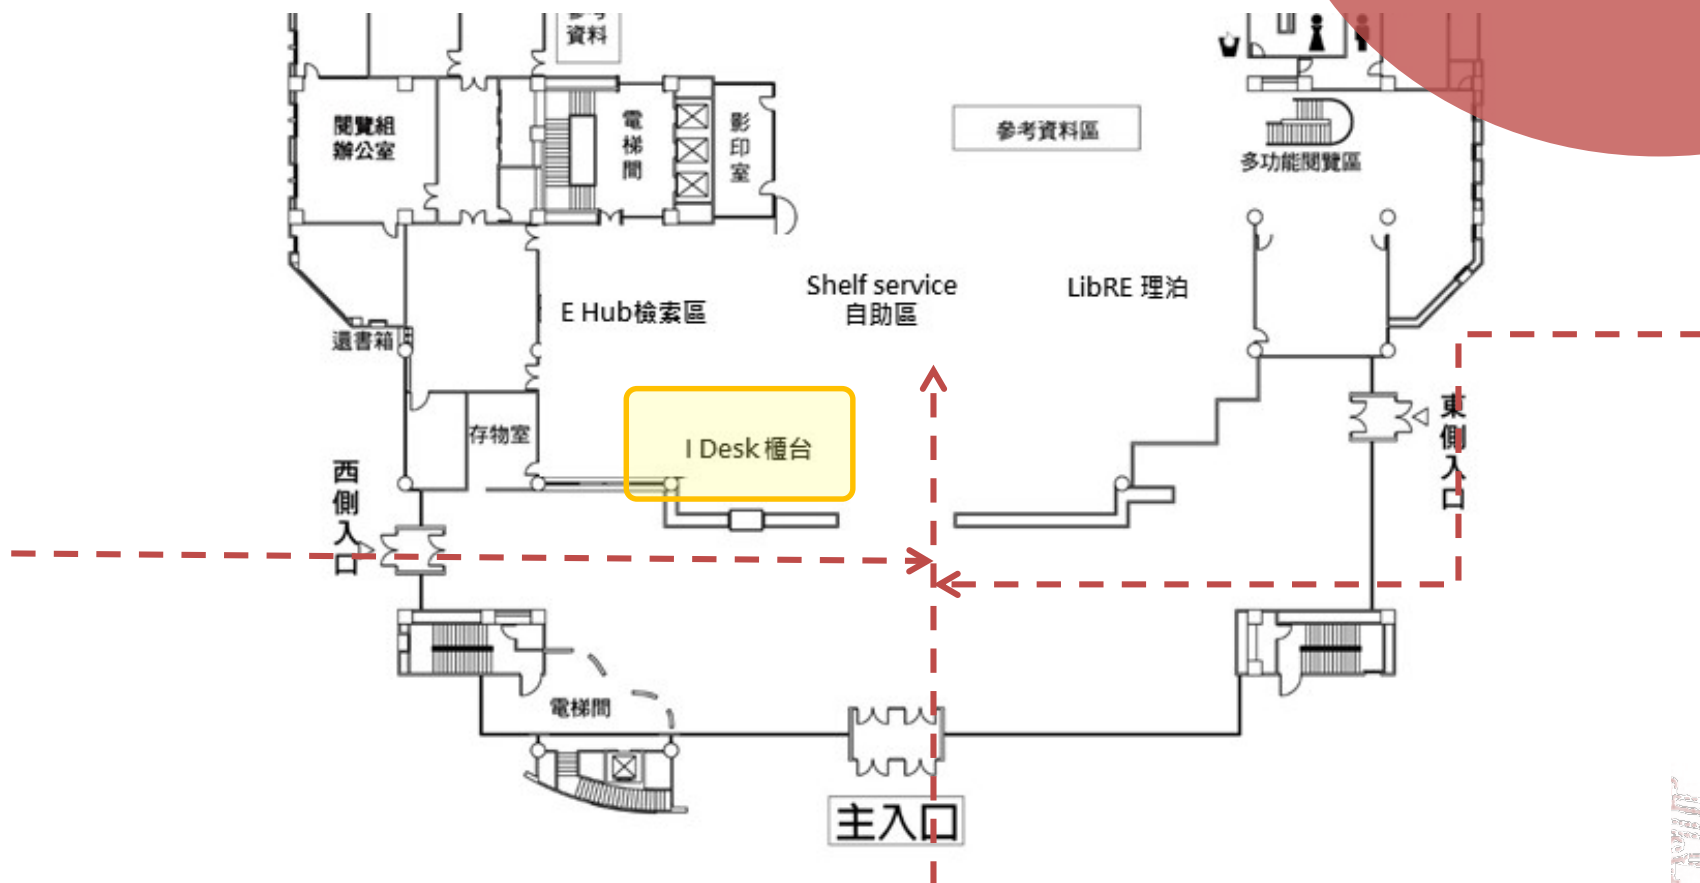 資料
閱覽組
辦公室
電梯間
影印室
參考資料區
多功能閱覽區
Shelf service
自助區
LibRE 理泊
E Hub檢索區
還書箱
I Desk 櫃台
存物室
東側入口
西側入口
電梯間
主入口